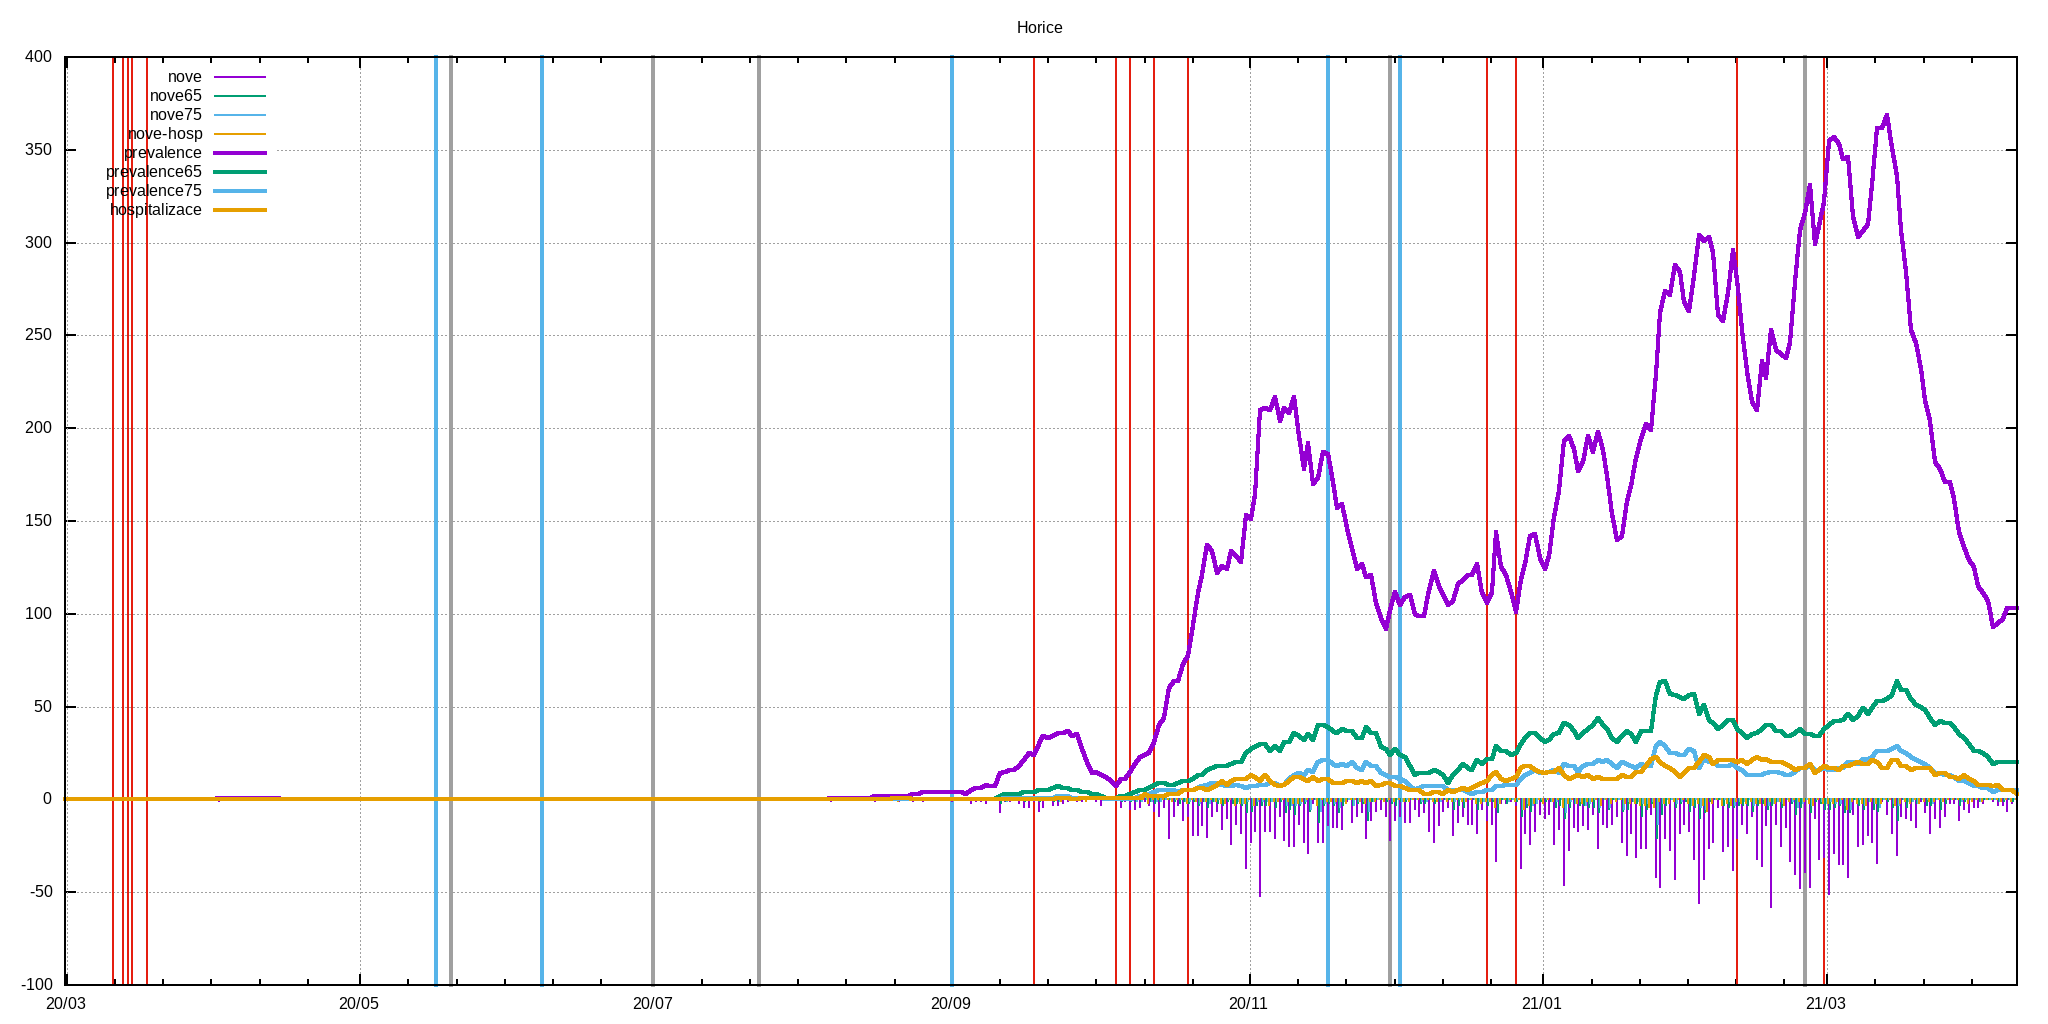 Horice
400
350
300
250
200
150
100
50
0
-50
-100
nove
nove65
nove75
nove-hosp
prevalence
prevalence65
prevalence75
hospitalizace
20/03 20/05 20/07 20/09 20/11 21/01 21/03